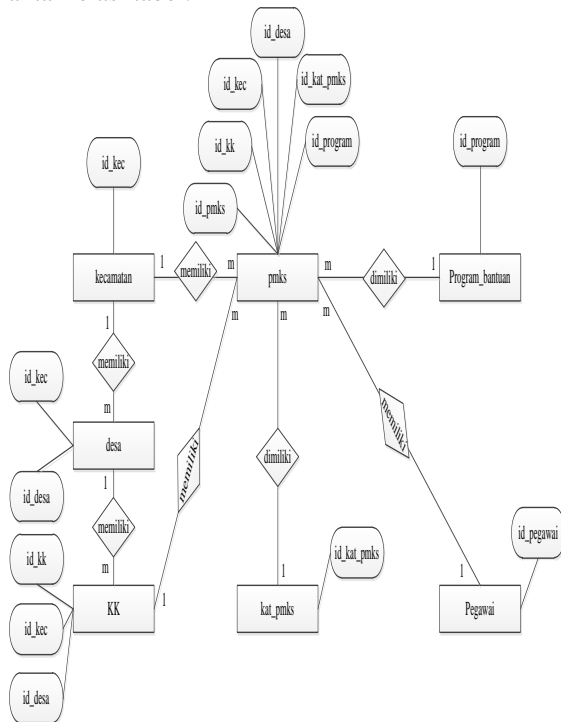 id_desa
id_kec
id_kat_pmks
id_kk
id_program
id_program
id_kec
id_pmks
kecamatan
1
memiliki
m
pmks
m
dimiliki
1
Program_bantuan
1
m
m
m
memiliki
id_kec
m
desa
memiliki
dimiliki
memiliki
id_desa
1
memiliki
id_kk
m
id_kat_pmks
id_pegawai
1
1
1
KK
kat_pmks
Pegawai
id_kec
id_desa